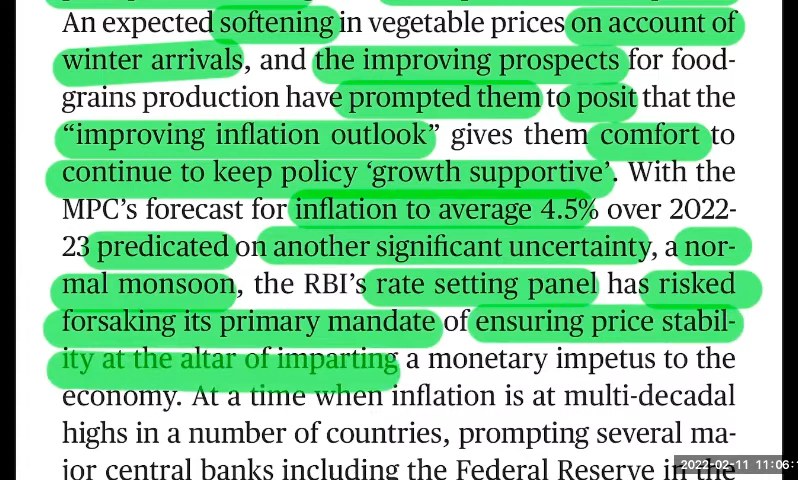 An expected softening in vegetable prices on account of
winter arrivals, and the improving prospects for food-
grains production have prompted them to posit that the
“improving inflation outlook” gives them comfort to
continue to keep policy ‘growth supportive’. With the
MPC’s forecast for inflation to average 4.5% over 2022-
23 predicated on another significant uncertainty, a nor-
mal monsoon, the RBI’s rate setting panel has risked
forsaking its primary mandate of ensuring price stabil-
ity at the altar of imparting a monetary impetus to the
economy. At a time when inflation is at multi-decadal
highs in a number of countries, prompting several ma-
jor central banks including the Federal Reserve in the
2022-02-11 11:06: